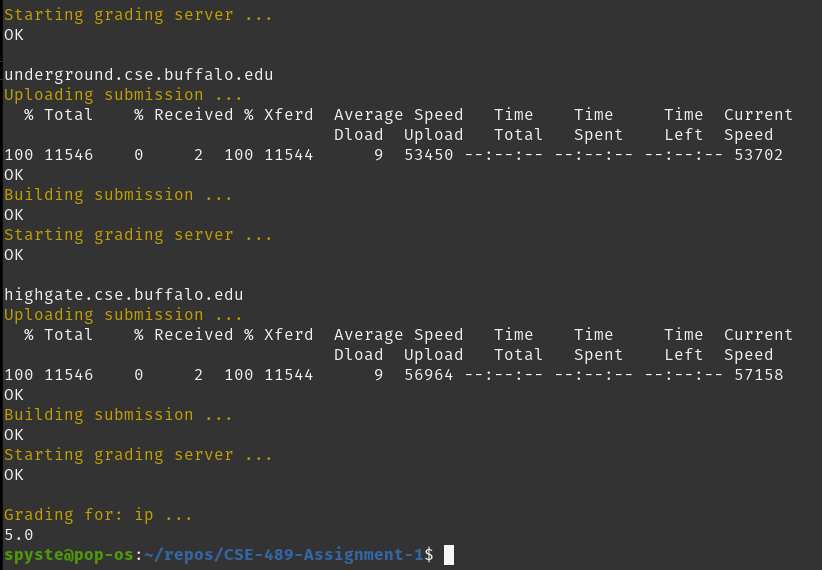 Starting grading server ...
OK
underground.cse.buffalo.edu
Uploading submission ...
% Total % Received % Xferd Average Speed Time Time Time Current
Dload Upload Total Spent Left Speed
100 11546 0 2 100 11544 9 53450 --:--:-- --:--:-- --:--:-- 53702
OK
Building submission ...
OK
Starting grading server ...
OK
highgate.cse.buffalo.edu
Uploading submission ...
% Total % Received % Xferd Average Speed Time Time Time Current
Dload Upload Total Spent Left Speed
100 11546 0 2 100 11544 9 56964 --:--:-- --:--:-- --:--:-- 57158
OK
Building submission ...
OK
Starting grading server ...
OK
Grading for: ip ...
5.0
spyste@pop-os:~/repos/CSE-489-Assignment-1$